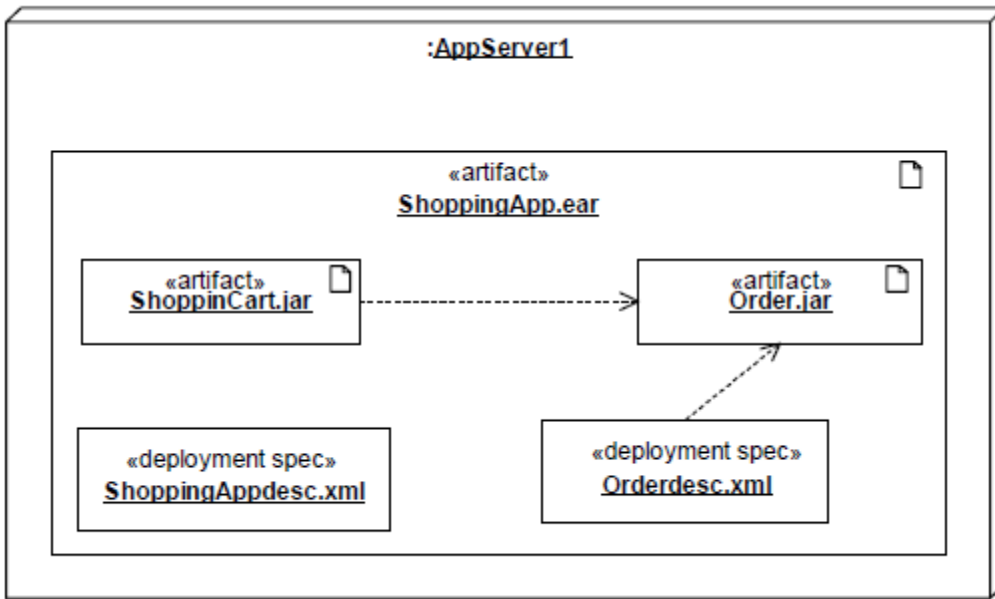 :AppServer1
«artifact»
ShoppingApp.ear
«artifact»
ShoppinCart.jar
«artifact»
Order.jar
«deployment spec»
ShoppingAppdesc.xml
«deployment spec»
Orderdesc.xml